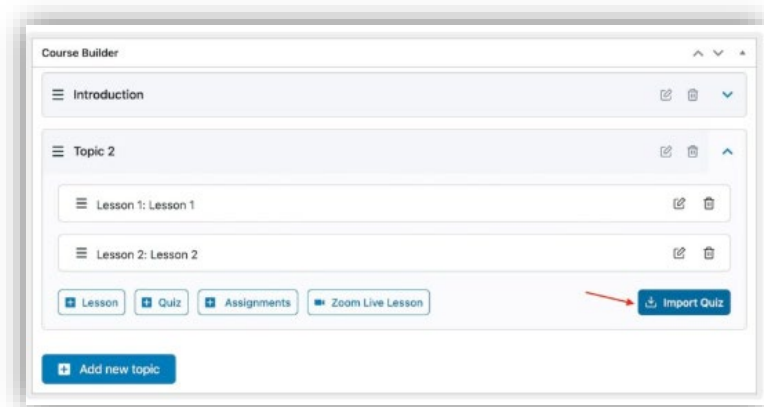 Course Builder
Introduction
Topic 2
Lesson 1: Lesson 1
Lesson 2: Lesson 2
Lesson Quiz Assignments Zoom Live Lesson Import Quiz
Add new topic